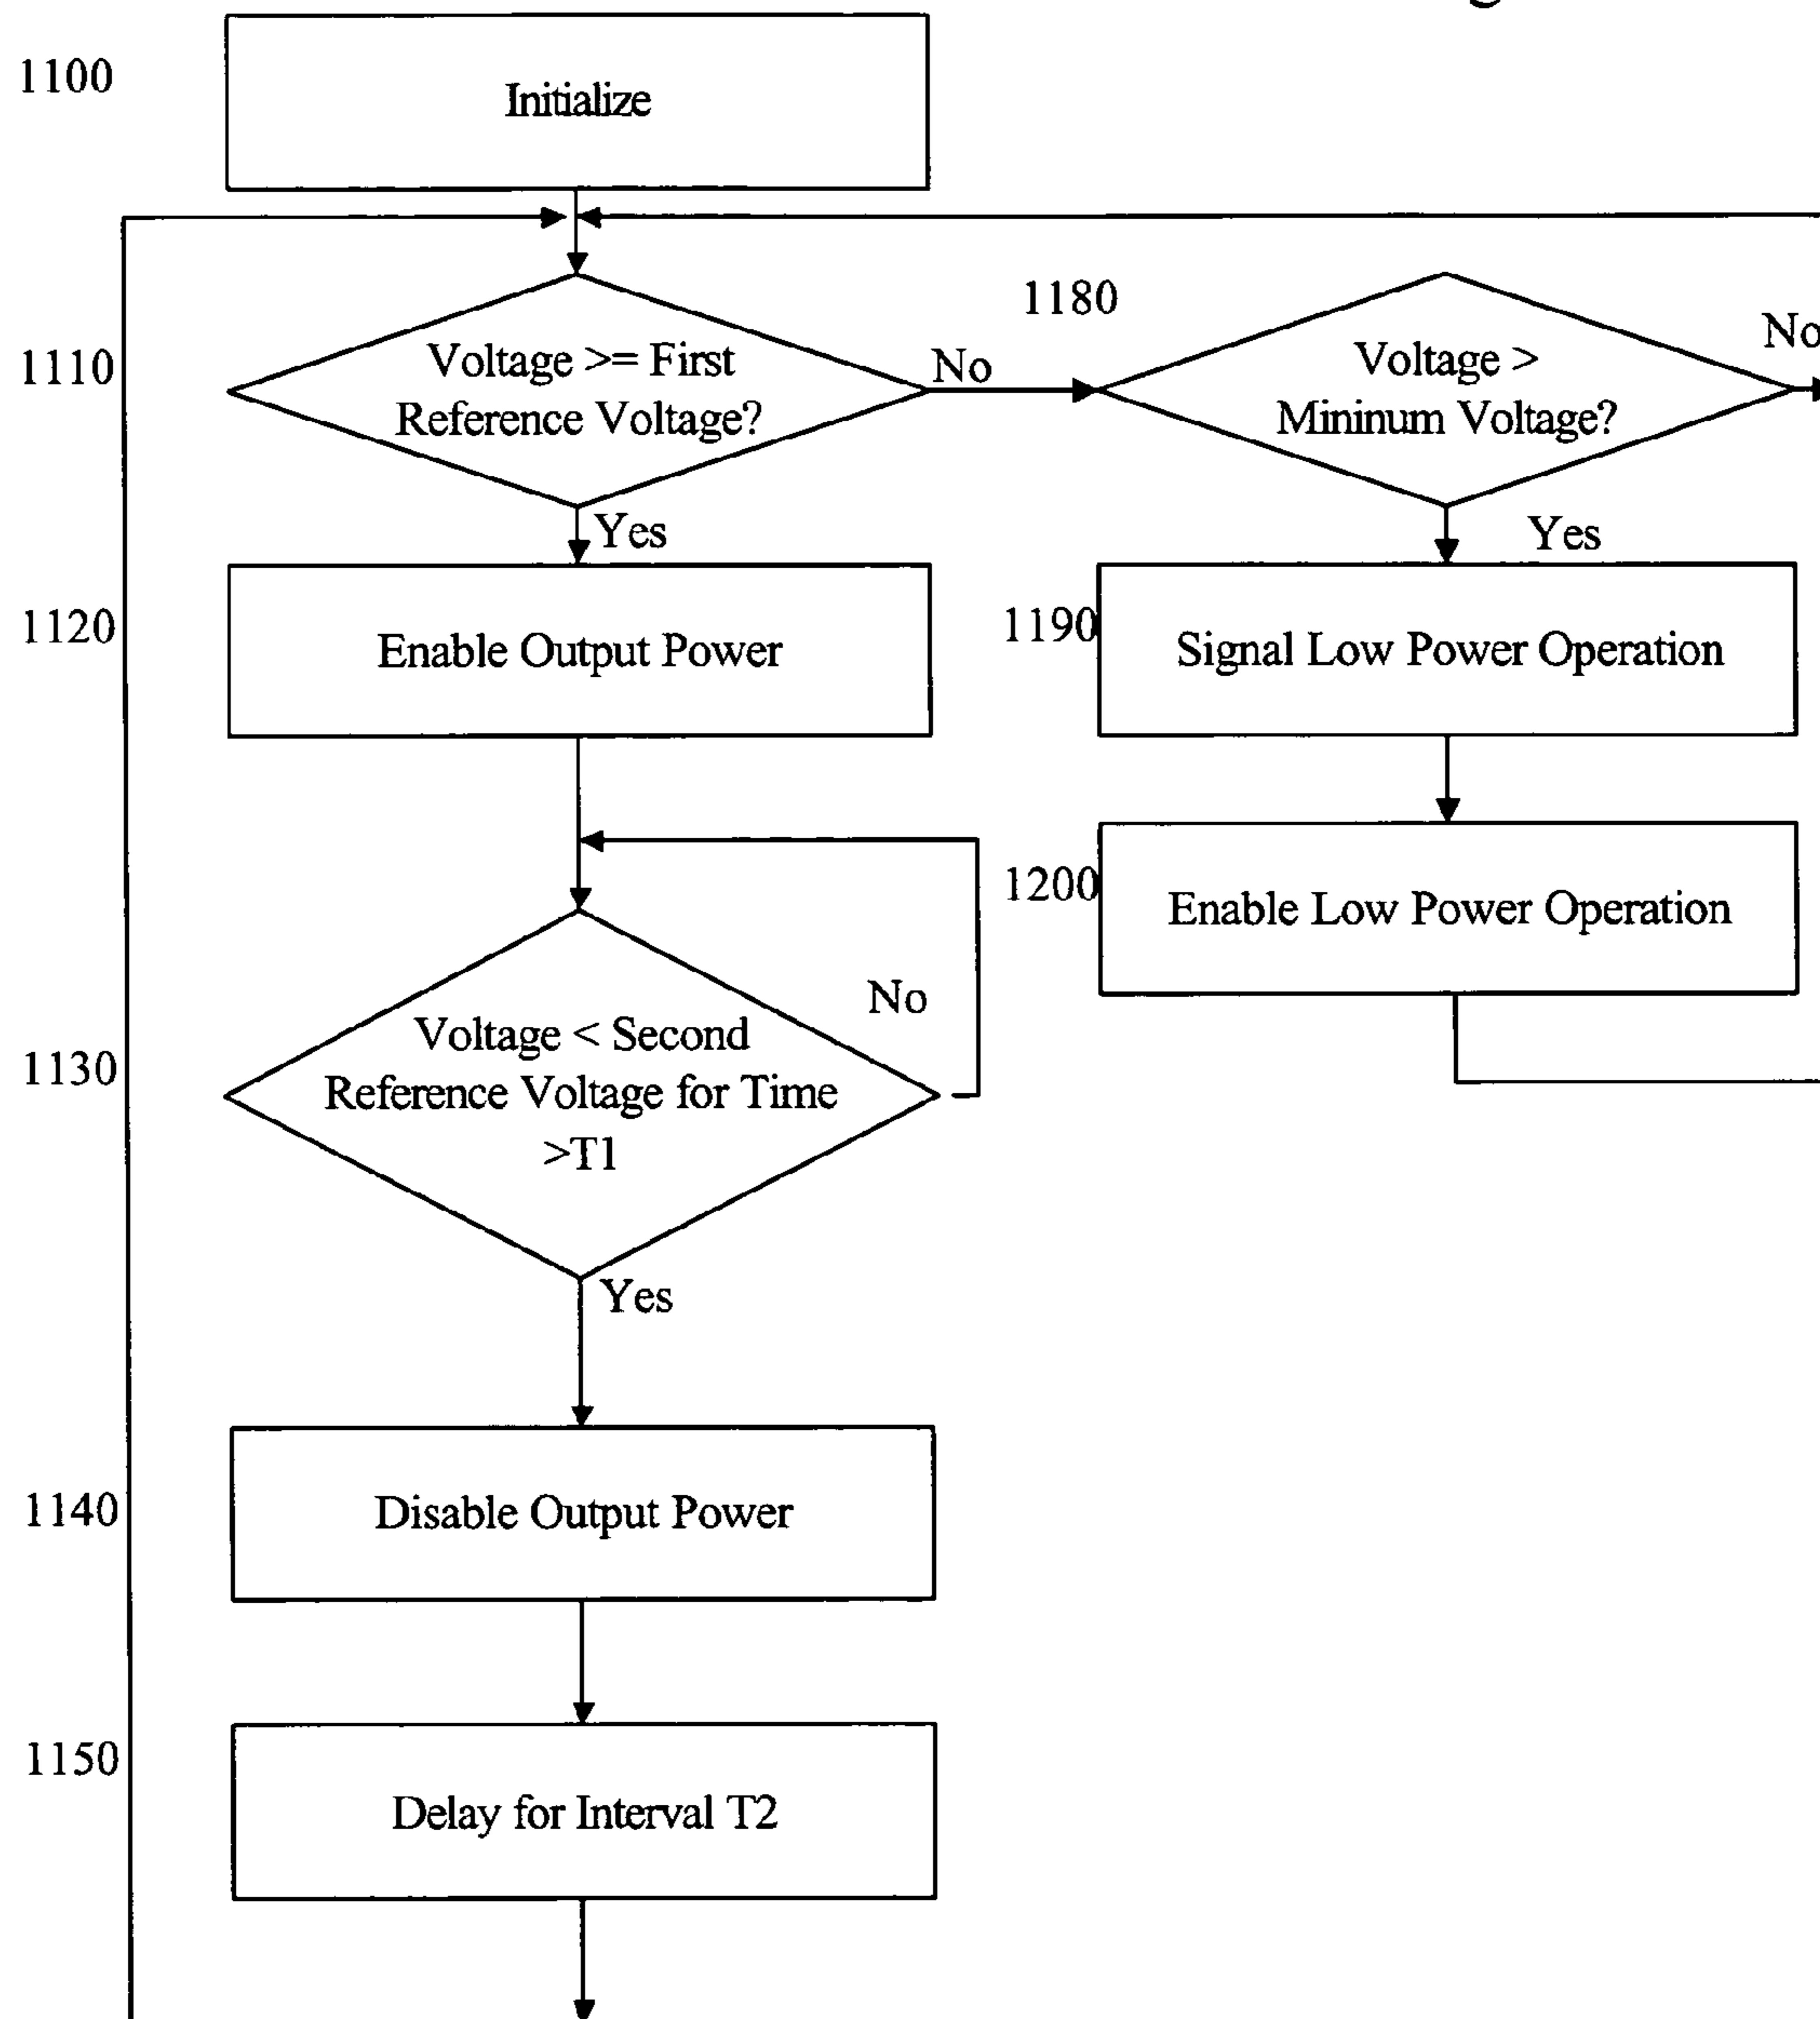 1100
Initialize
1110
Voltage >= First
Reference Voltage?
No
Yes
1180
Voltage >
Mininum Voltage?
No
Yes
1120
Enable Output Power
1190
Signal Low Power Operation
1200
Enable Low Power Operation
1130
Voltage < Second
Reference Voltage for Time
>T1
No
Yes
1140
Disable Output Power
1150
Delay for Interval T2